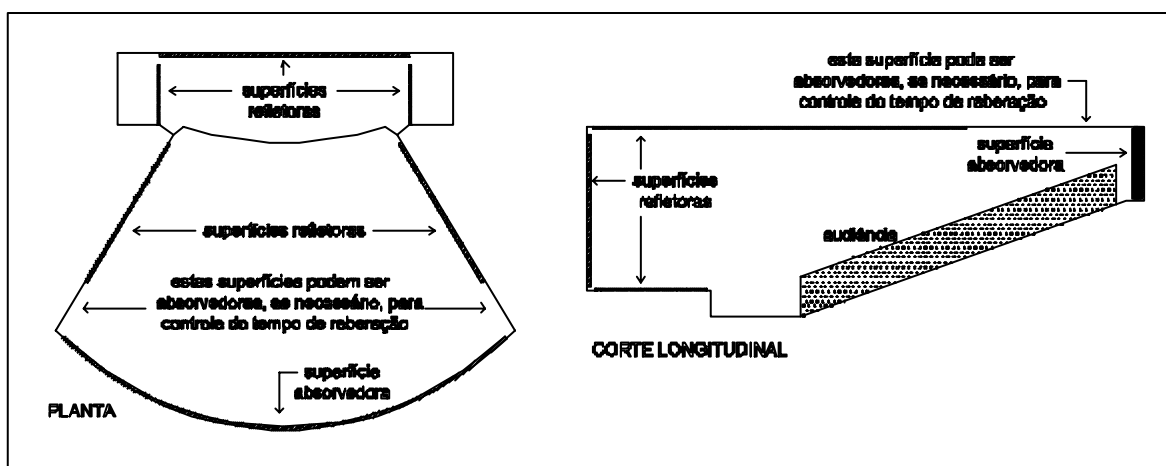 superfícies
refletoras
superfícies refletoras
estas superfícies podem ser
absorvedoras, se necessário, para
controle do tempo de reberação
superfície
absorvedora
PLANTA
esta superfície pode ser
absorvedoras, se necessário, para
controle do tempo de reberação
superfície
absorvedora
superfícies
refletoras
audiência
CORTE LONGITUDINAL